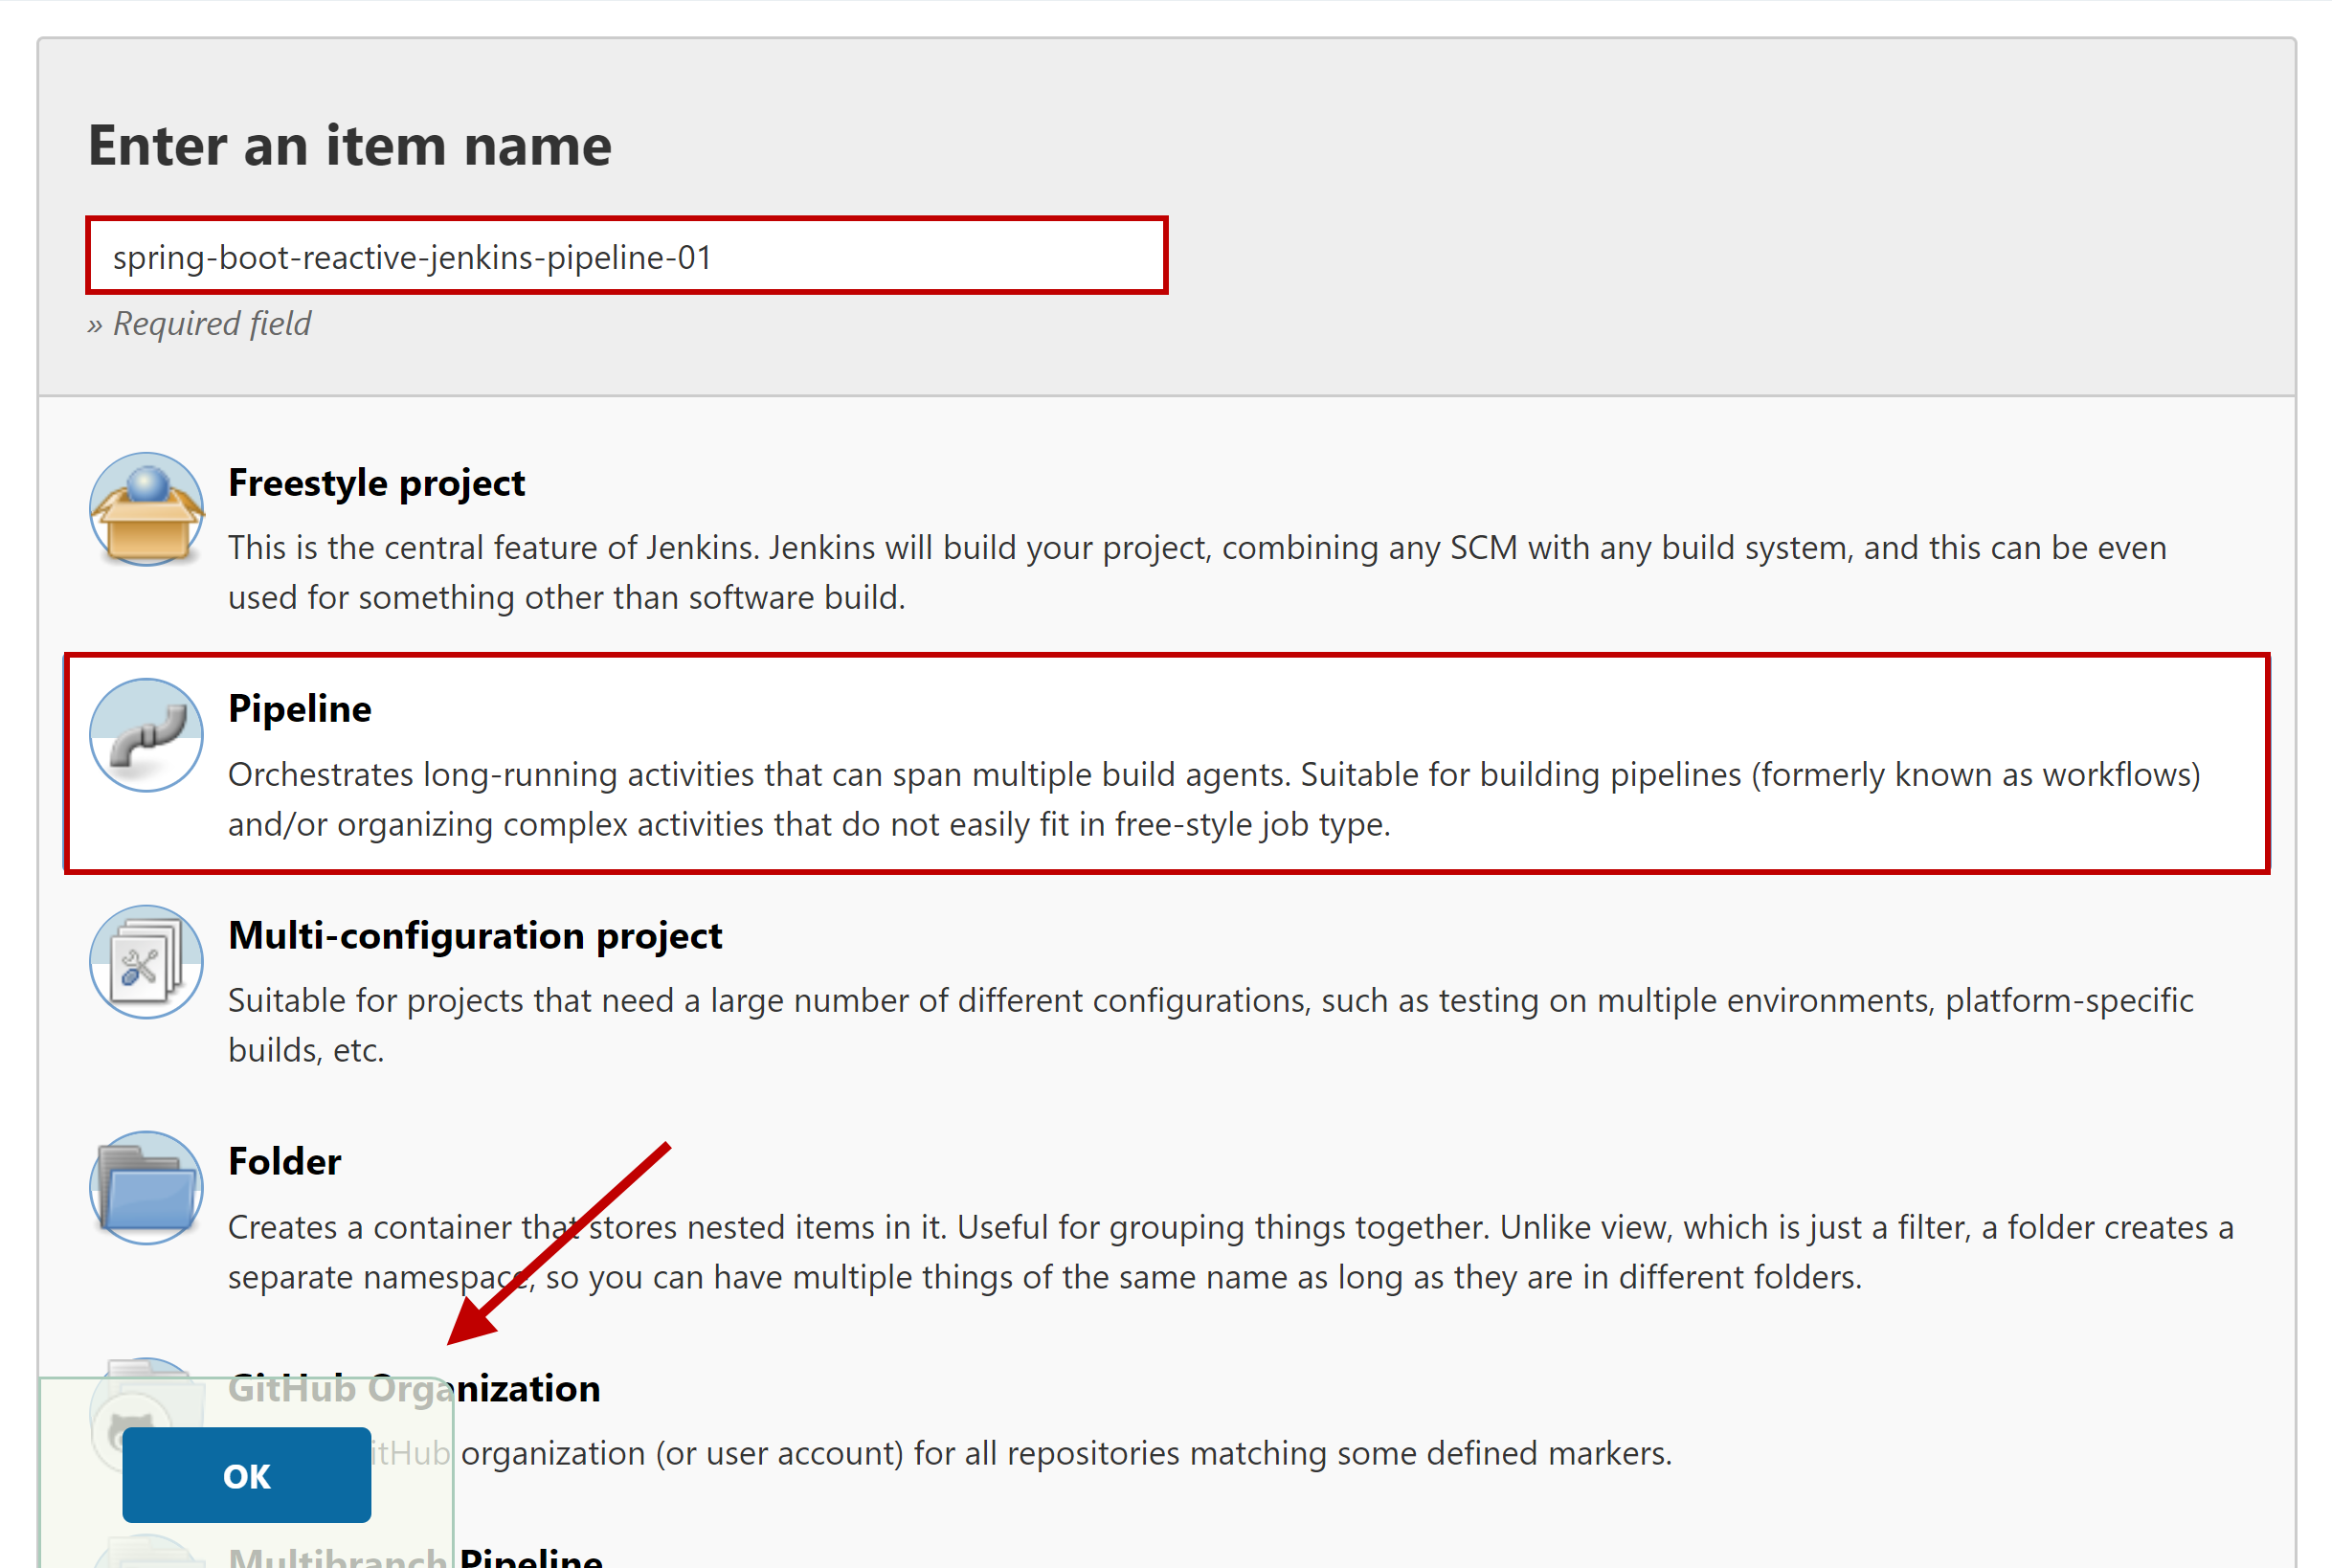 Enter an item name
spring-boot-reactive-jenkins-pipeline-01
» Required field
Freestyle project
This is the central feature of Jenkins. Jenkins will build your project, combining any SCM with any build system, and this can be even
used for something other than software build.
Pipeline
Orchestrates long-running activities that can span multiple build agents. Suitable for building pipelines (formerly known as workflows)
and/or organizing complex activities that do not easily fit in free-style job type.
Multi-configuration project
Suitable for projects that need a large number of different configurations, such as testing on multiple environments, platform-specific
builds, etc.
Folder
Creates a container that stores nested items in it. Useful for grouping things together. Unlike view, which is just a filter, a folder creates a
separate namespace, so you can have multiple things of the same name as long as they are in different folders.
GitHub Organization
itHub organization (or user account) for all repositories matching some defined markers.
OK
Multibranch Pipeline